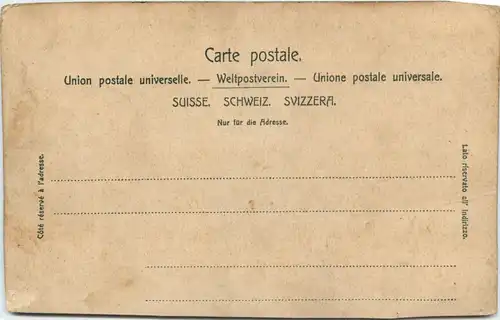 Carte postale.
Union postale universelle. — Weltpostverein. — Unione postale universale.
SUISSE. SCHWEIZ. SVIZZERA.
Nur für die Adresse.
Côté réservé à l'adresse.
Lato riservato all' indirizzo.